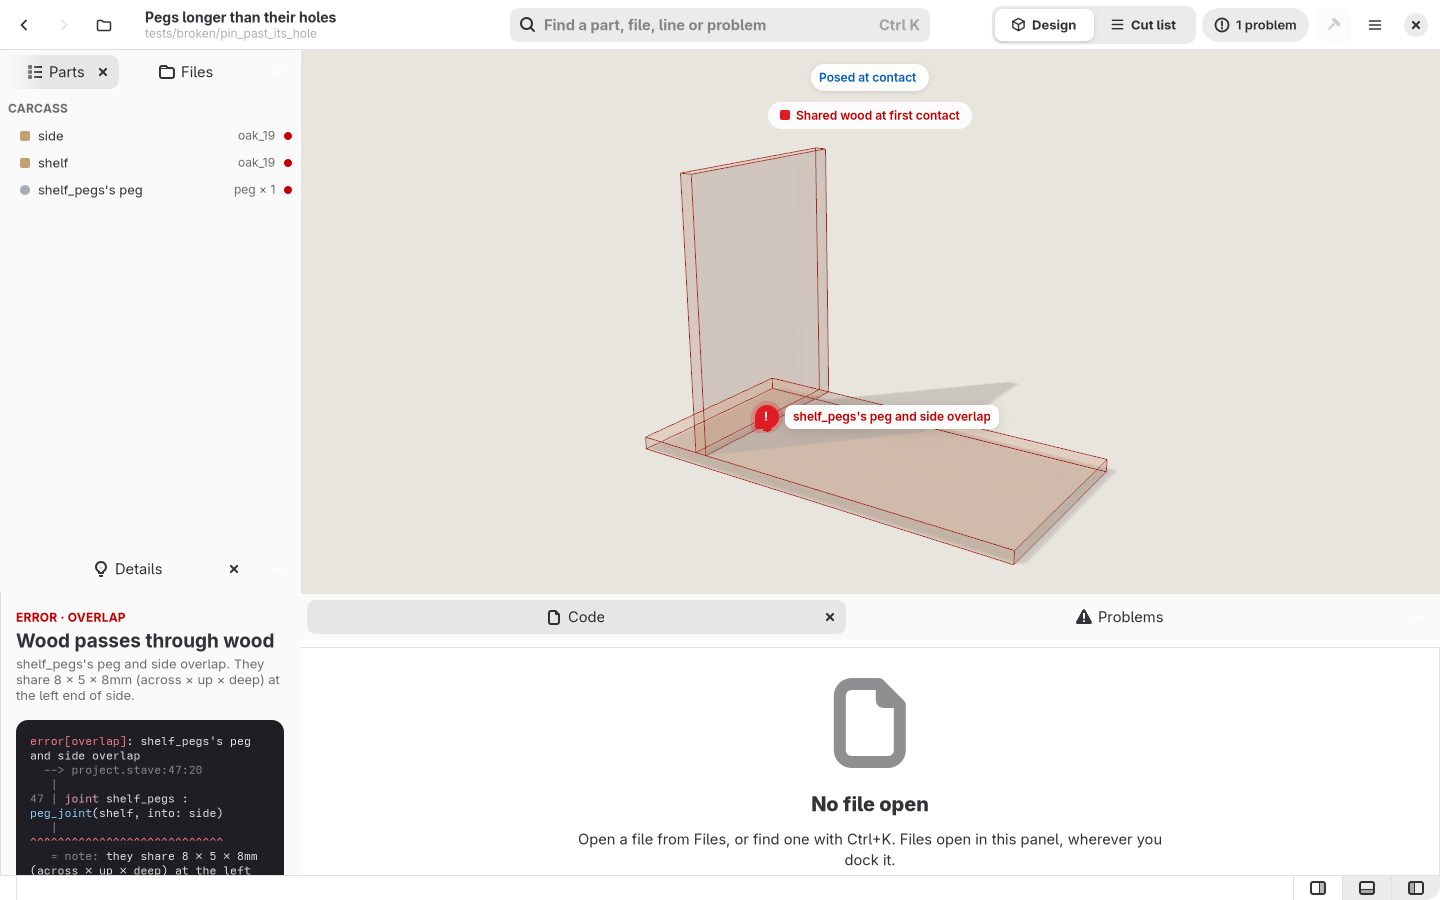 Pegs longer than their holes
tests/broken/pin_past_its_hole
Find a part, file, line or problem
Ctrl K
Design
Cut list
1 problem
Parts
Files
CARCASS
side
oak_19
shelf
oak_19
shelf_pegs's peg
peg × 1
Posed at contact
Shared wood at first contact
!
shelf_pegs's peg and side overlap
Details
ERROR · OVERLAP
Wood passes through wood
shelf_pegs's peg and side overlap. They
share 8 × 5 × 8mm (across × up × deep) at
the left end of side.
error[overlap]: shelf_pegs's peg
and side overlap
--> project.stave:47:20
|
47 | joint shelf_pegs :
peg_joint(shelf, into: side)
|
^^^^^^^^^^^^^^^^^^^^^^^^^^^^
= note: they share 8 × 5 × 8mm
(across × up × deep) at the left
Code
Problems
No file open
Open a file from Files, or find one with Ctrl+K. Files open in this panel, wherever you
dock it.